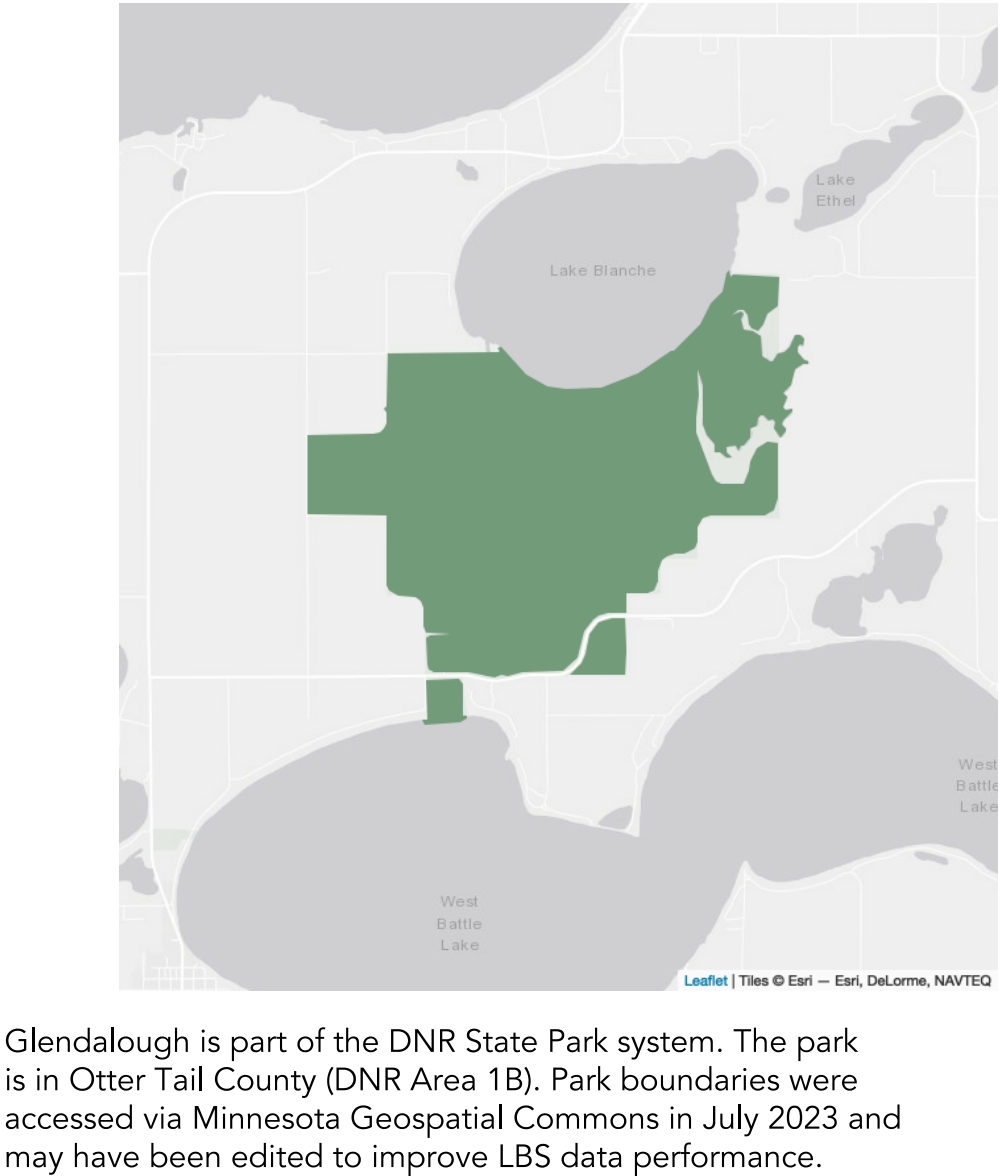 Lake
Ethel
Lake Blanche
West
Battle
Lake
West
Battle
Lake
Leaflet | Tiles © Esri — Esri, DeLorme, NAVTEQ
Glendalough is part of the DNR State Park system. The park
is in Otter Tail County (DNR Area 1B). Park boundaries were
accessed via Minnesota Geospatial Commons in July 2023 and
may have been edited to improve LBS data performance.